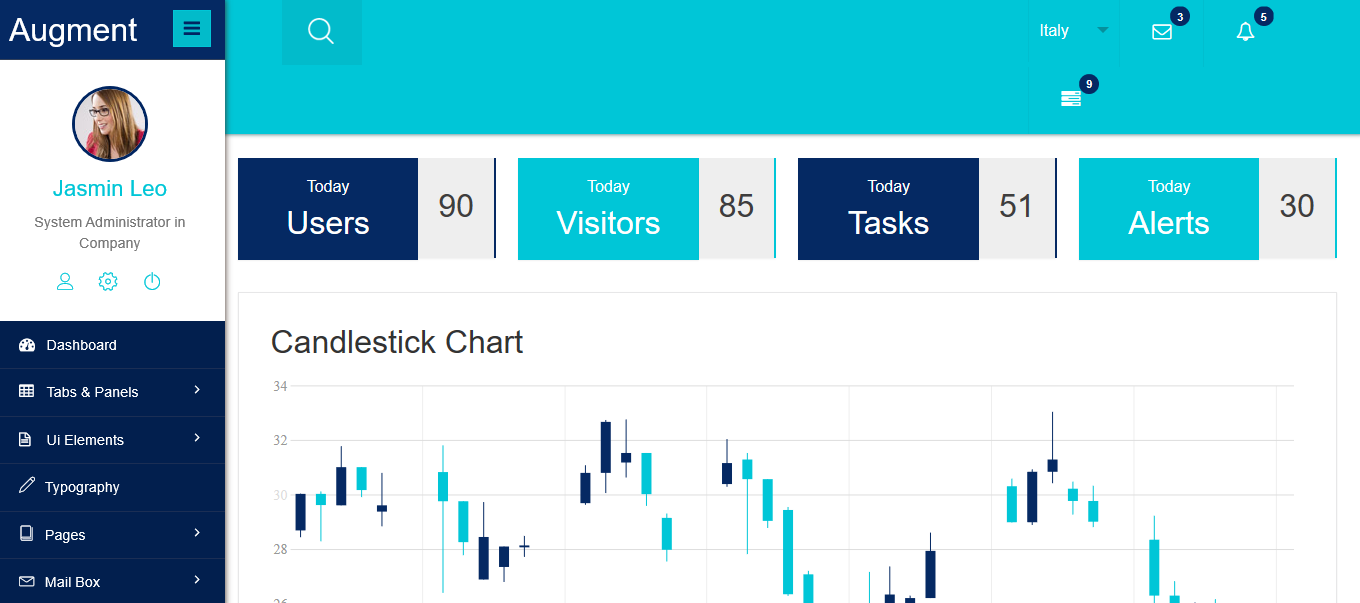 Augment
Italy
3
5
9
Jasmin Leo
System Administrator in
Company
Dashboard
Tabs & Panels
Ui Elements
Typography
Pages
Mail Box
Today
Users
90
Today
Visitors
85
Today
Tasks
51
Today
Alerts
30
Candlestick Chart
34
32
30
28
26